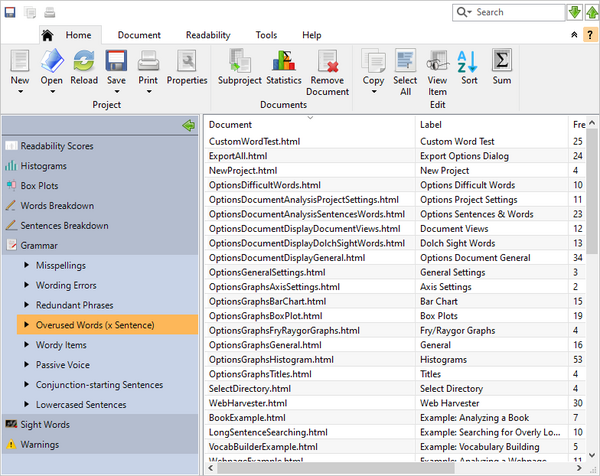 Search
Home Document Readability Tools Help
?
New Open Reload Save Print Properties Subproject Statistics Remove Document Copy Select All View Item Sort Sum
Project Documents Edit
Readability Scores
Histograms
Box Plots
Words Breakdown
Sentences Breakdown
Grammar
Misspellings
Wording Errors
Redundant Phrases
Overused Words (x Sentence)
Wordy Items
Passive Voice
Conjunction-starting Sentences
Lowercased Sentences
Sight Words
Warnings
Document Label Fre
CustomWordTest.html Custom Word Test 25
ExportAll.html Export Options Dialog 24
NewProject.html New Project 4
OptionsDifficultWords.html Options Difficult Words 10
OptionsDocumentAnalysisProjectSettings.html Options Project Settings 11
OptionsDocumentAnalysisSentencesWords.html Options Sentences & Words 23
OptionsDocumentDisplayDocumentViews.html Document Views 12
OptionsDocumentDisplayDolchSightWords.html Dolch Sight Words 13
OptionsDocumentDisplayGeneral.html Options Document General 34
OptionsGeneralSettings.html General Settings 3
OptionsGraphsAxisSettings.html Axis Settings 2
OptionsGraphsBarChart.html Bar Chart 15
OptionsGraphsBoxPlot.html Box Plots 19
OptionsGraphsFryRaygorGraphs.html Fry/Raygor Graphs 4
OptionsGraphsGeneral.html General 16
OptionsGraphsHistogram.html Histograms 53
OptionsGraphsTitles.html Titles 4
SelectDirectory.html Select Directory 4
WebHarvester.html Web Harvester 30
BookExample.html Example: Analyzing a Book 7
LongSentenceSearching.html Example: Searching for Overly Lo... 10
VocabBuilderExample.html Example: Vocabulary Building 5
WebpageExample.html Example: Analyzing a Webpage 11